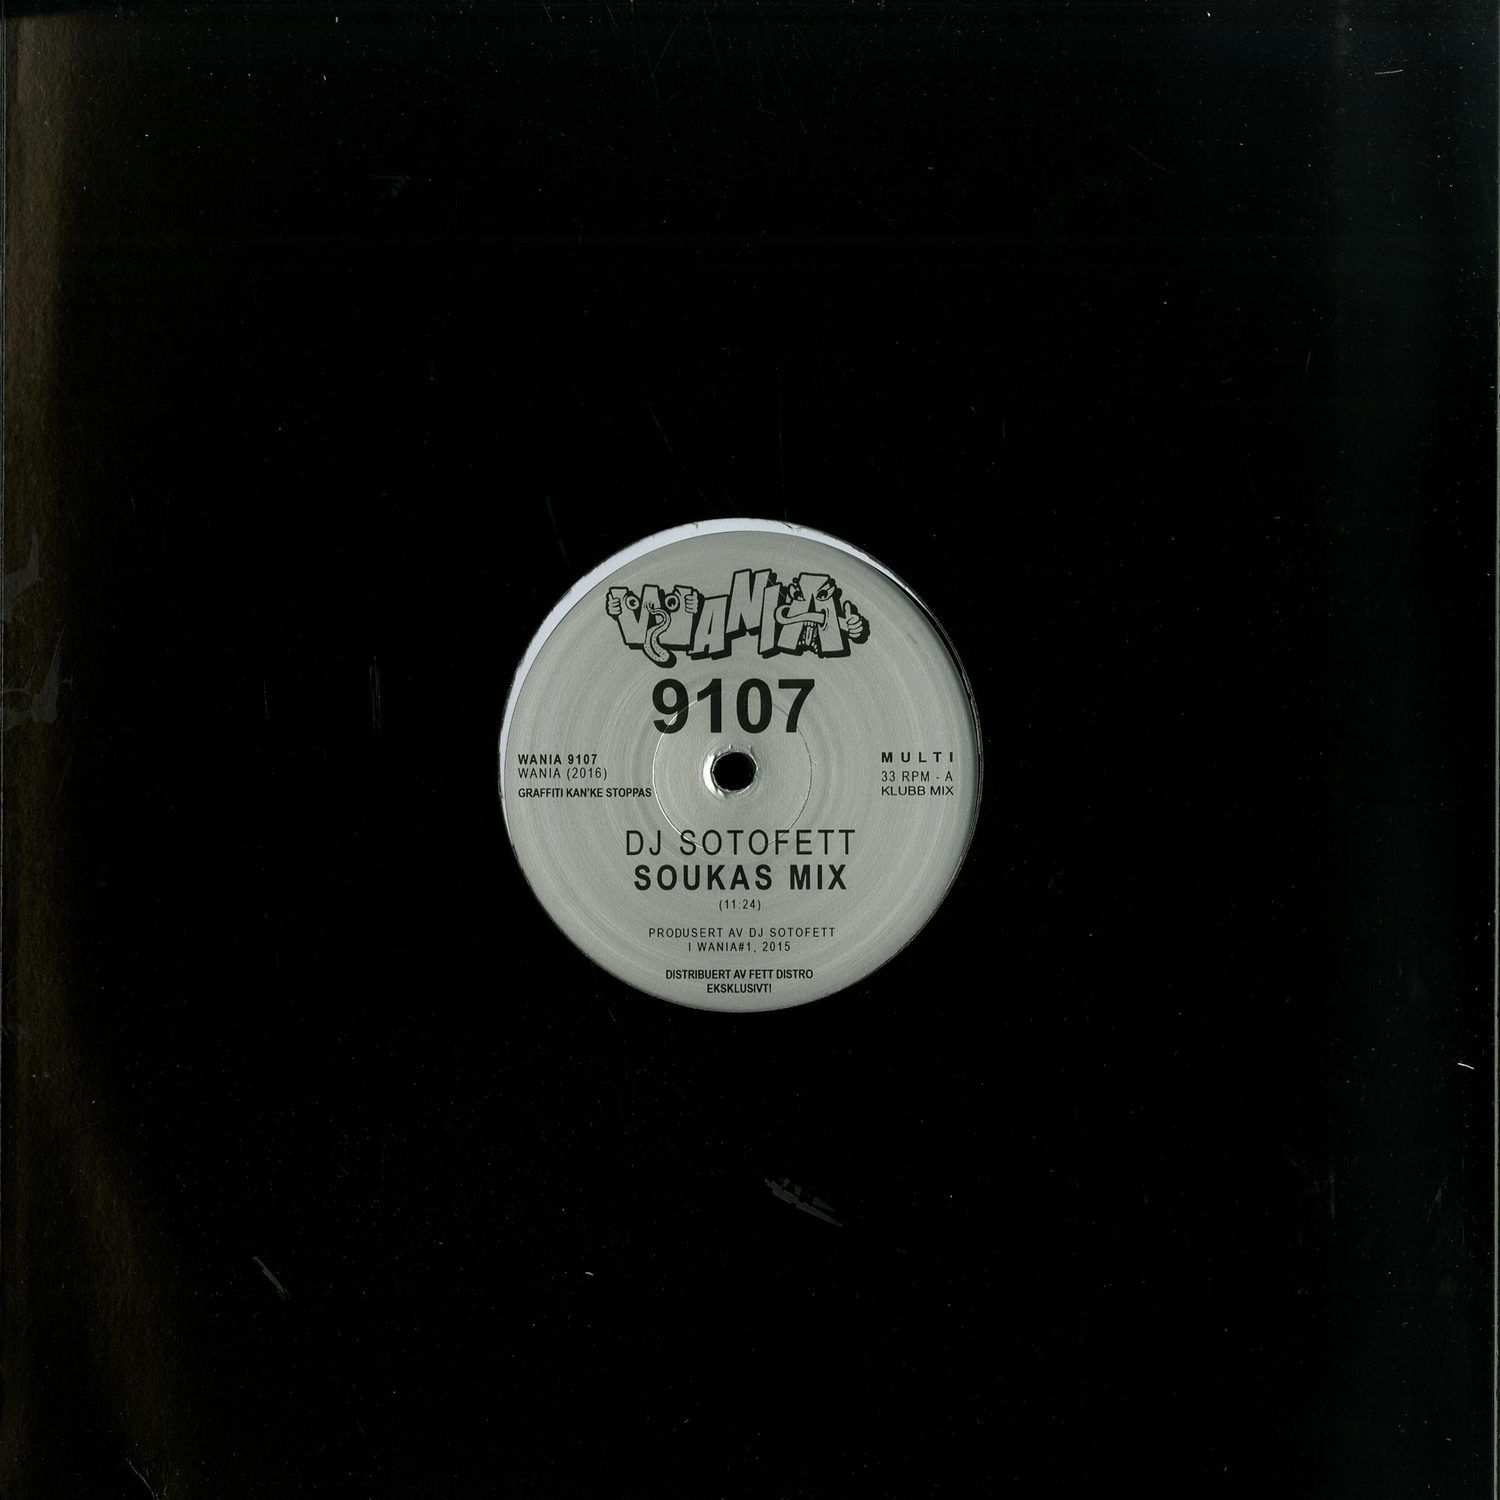 WANIA
9107
WANIA 9107
WANIA (2016)
GRAFFITI KAN'KE STOPPAS
MULTI
33 RPM - A
KLUBB MIX
DJ SOTOFETT
SOUKAS MIX
(11:24)
PRODUSERT AV DJ SOTOFETT
I WANIA#1, 2015
DISTRIBUERT AV FETT DISTRO
EKSKLUSIVT!